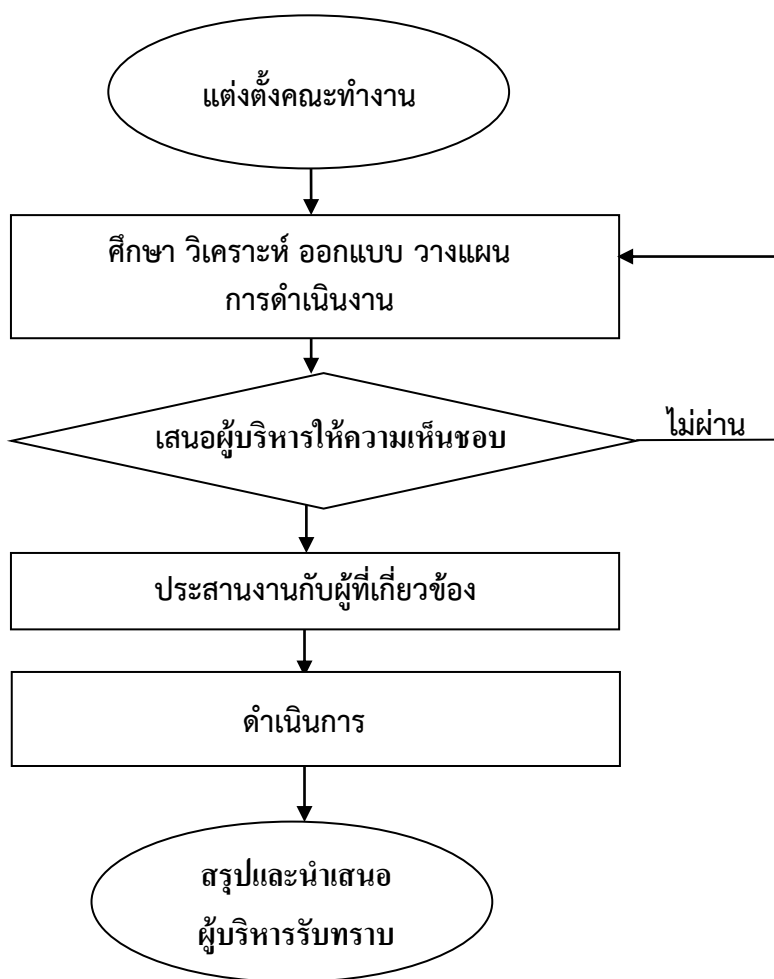 แต่งตั้งคณะทำงาน
ศึกษา วิเคราะห์ ออกแบบ วางแผน
การดำเนินงาน
เสนอผู้บริหารให้ความเห็นชอบ
ไม่ผ่าน
ประสานงานกับผู้ที่เกี่ยวข้อง
ดำเนินการ
สรุปและนำเสนอ
ผู้บริหารรับทราบ